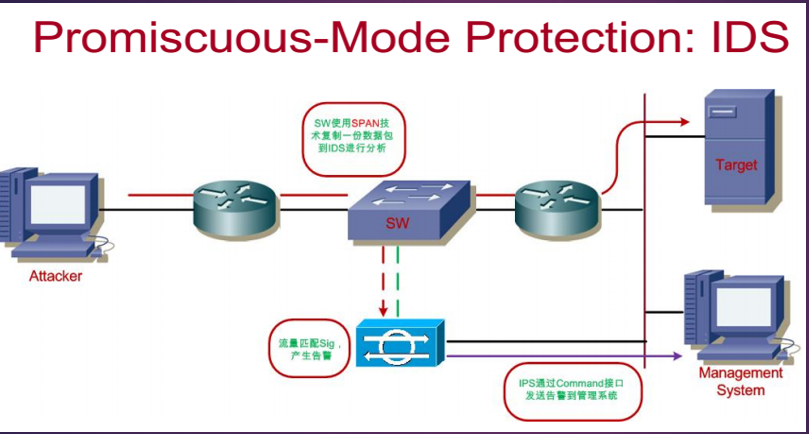 Promiscuous-Mode Protection: IDS
SW使用SPAN技
术复制一份数据包
到IDS进行分析
Target
SW
Attacker
流量匹配Sig，
产生告警
Management
System
IPS通过Command接口
发送告警到管理系统